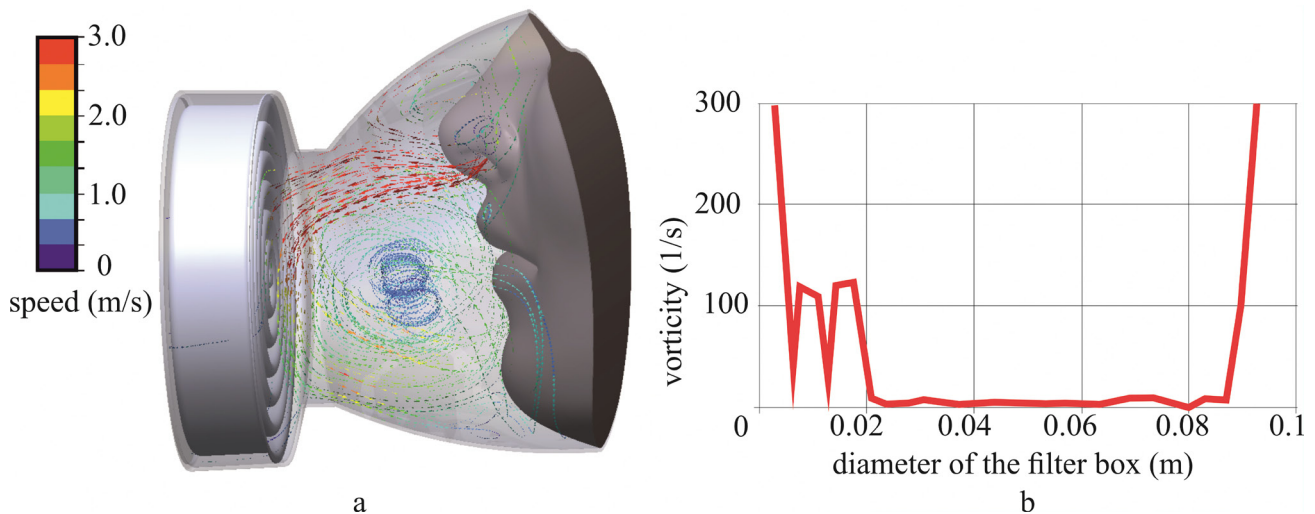 3.0
2.0
1.0
0
speed (m/s)
a
300
200
100
0
0.02
0.04
0.06
0.08
0.1
vorticity (1/s)
diameter of the filter box (m)
b